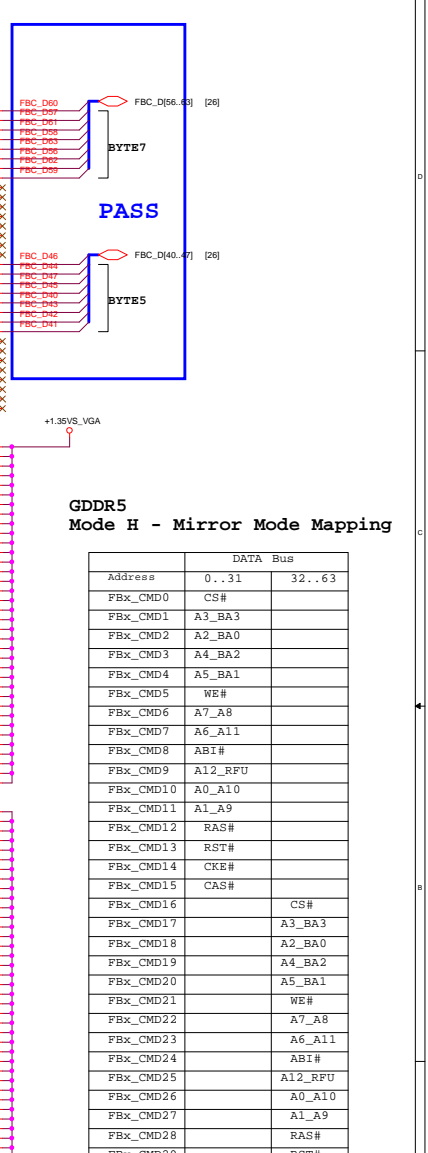 FBC_D60 FBC_D[56..63] [26]
FBC_D57
FBC_D61
FBC_D58
FBC_D63 BYTE7
FBC_D56
FBC_D62
FBC_D59
D
PASS
FBC_D46 FBC_D[40..47] [26]
FBC_D44
FBC_D47
FBC_D45
FBC_D40 BYTE5
FBC_D43
FBC_D42
FBC_D41
+1.35VS_VGA
GDDR5
Mode H - Mirror Mode Mapping
C
DATA Bus
Address 0..31 32..63
FBx_CMD0 CS#
FBx_CMD1 A3_BA3
FBx_CMD2 A2_BA0
FBx_CMD3 A4_BA2
FBx_CMD4 A5_BA1
FBx_CMD5 WE#
FBx_CMD6 A7_A8
FBx_CMD7 A6_A11
FBx_CMD8 ABI#
FBx_CMD9 A12_RFU
FBx_CMD10 A0_A10
FBx_CMD11 A1_A9
FBx_CMD12 RAS#
FBx_CMD13 RST#
FBx_CMD14 CKE#
FBx_CMD15 CAS#
B
FBx_CMD16 CS#
FBx_CMD17 A3_BA3
FBx_CMD18 A2_BA0
FBx_CMD19 A4_BA2
FBx_CMD20 A5_BA1
FBx_CMD21 WE#
FBx_CMD22 A7_A8
FBx_CMD23 A6_A11
FBx_CMD24 ABI#
FBx_CMD25 A12_RFU
FBx_CMD26 A0_A10
FBx_CMD27 A1_A9
FBx_CMD28 RAS#
FBx_CMD29 RST#